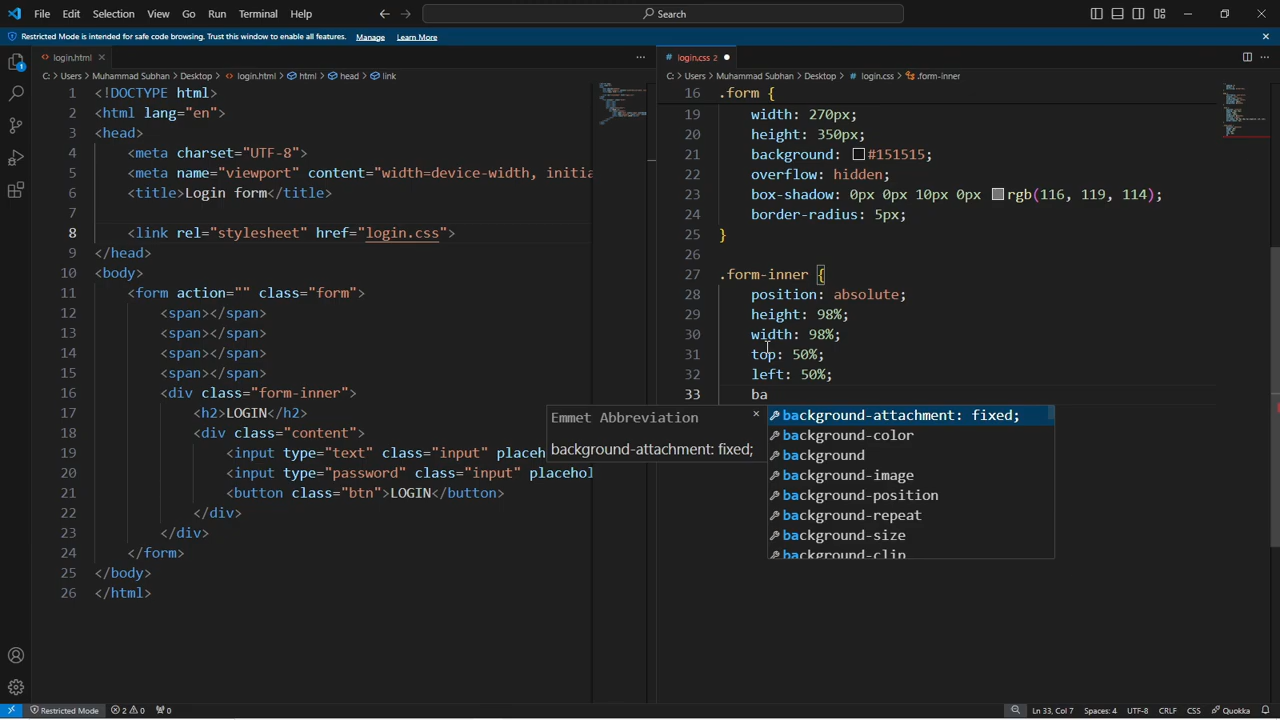 File Edit Selection View Go Run Terminal Help
Search
Restricted Mode is intended for safe code browsing. Trust this window to enable all features. Manage Learn More
login.html
C: > Users > Muhammad Subhan > Desktop > login.html > html > head > link
1 <!DOCTYPE html>
2 <html lang="en">
3 <head>
4 <meta charset="UTF-8">
5 <meta name="viewport" content="width=device-width, initia
6 <title>Login form</title>
7
8 <link rel="stylesheet" href="login.css">
9 </head>
10 <body>
11 <form action="" class="form">
12 <span></span>
13 <span></span>
14 <span></span>
15 <span></span>
16 <div class="form-inner">
17 <h2>LOGIN</h2>
18 <div class="content">
19 <input type="text" class="input" placeh
20 <input type="password" class="input" placehol
21 <button class="btn">LOGIN</button>
22 </div>
23 </div>
24 </form>
25 </body>
26 </html>
login.css 2
C: > Users > Muhammad Subhan > Desktop > login.css > .form-inner
16 .form {
19 width: 270px;
20 height: 350px;
21 background: #151515;
22 overflow: hidden;
23 box-shadow: 0px 0px 10px 0px rgb(116, 119, 114);
24 border-radius: 5px;
25 }
26
27 .form-inner {
28 position: absolute;
29 height: 98%;
30 width: 98%;
31 top: 50%;
32 left: 50%;
33 ba
Emmet Abbreviation
background-attachment: fixed;
background-attachment: fixed;
background-color
background
background-image
background-position
background-repeat
background-size
background-clip
1
Restricted Mode 2 0 0
Ln 33, Col 7 Spaces: 4 UTF-8 CRLF CSS Quokka